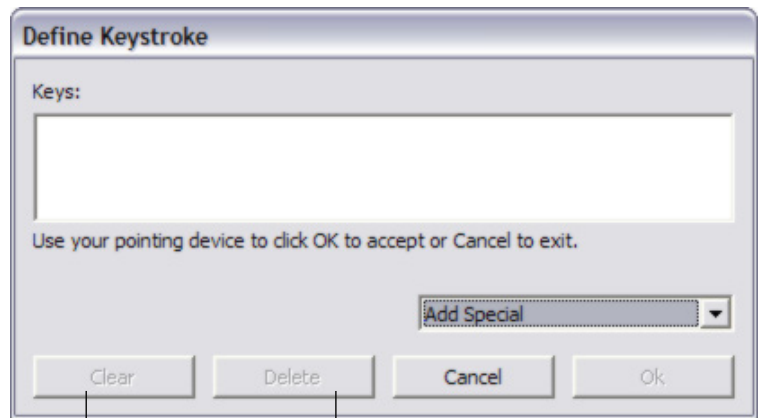 Define Keystroke
Keys:
Use your pointing device to click OK to accept or Cancel to exit.
Add Special
Clear Delete Cancel Ok